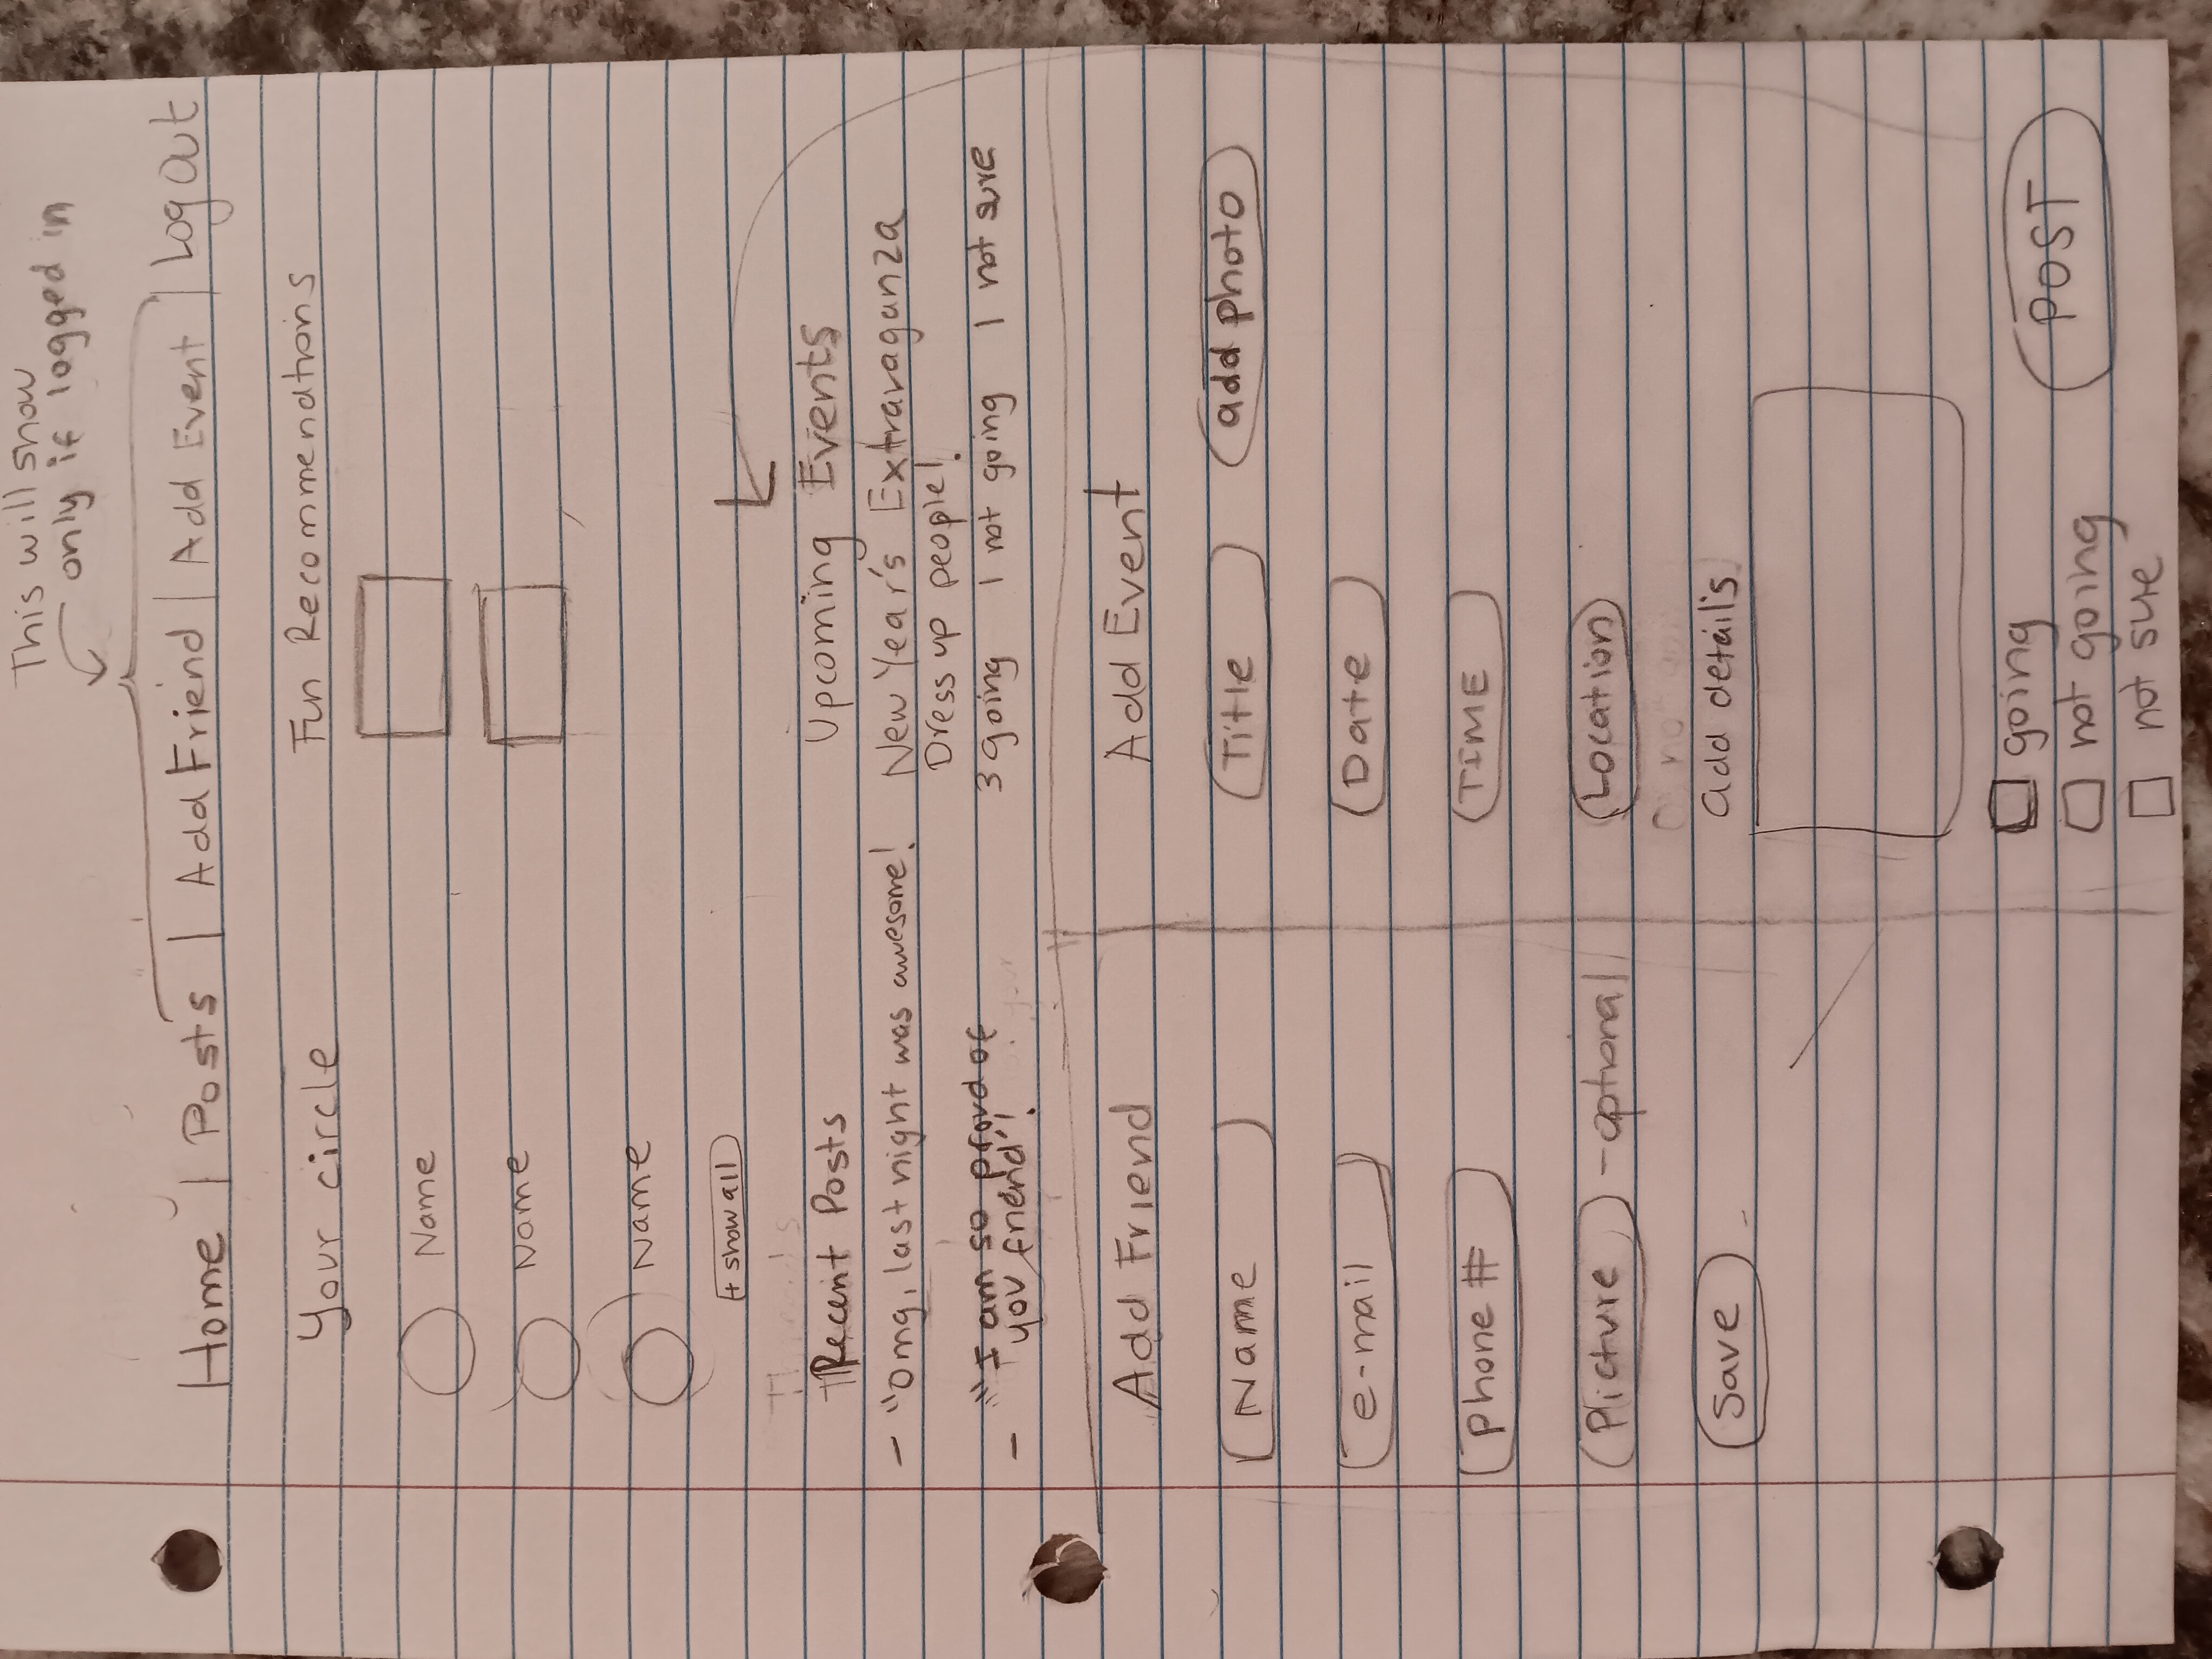 This will show
only if logged in
Home | Posts | Add Friend | Add Event | Log Out
Your circle
Name
Name
Name
+ show all
Fun Recommendations
Recent Posts
- "Omg, last night was awesome!
- "I am so proud of
you friend"!
Upcoming Events
New Year's Extravaganza
Dress up people!
3 going 1 not going 1 not sure
Add Friend
Name
e-mail
phone #
Picture - optional
Save
Add Event
Title
add photo
Date
TIME
Location
add details
going
not going
not sure
POST